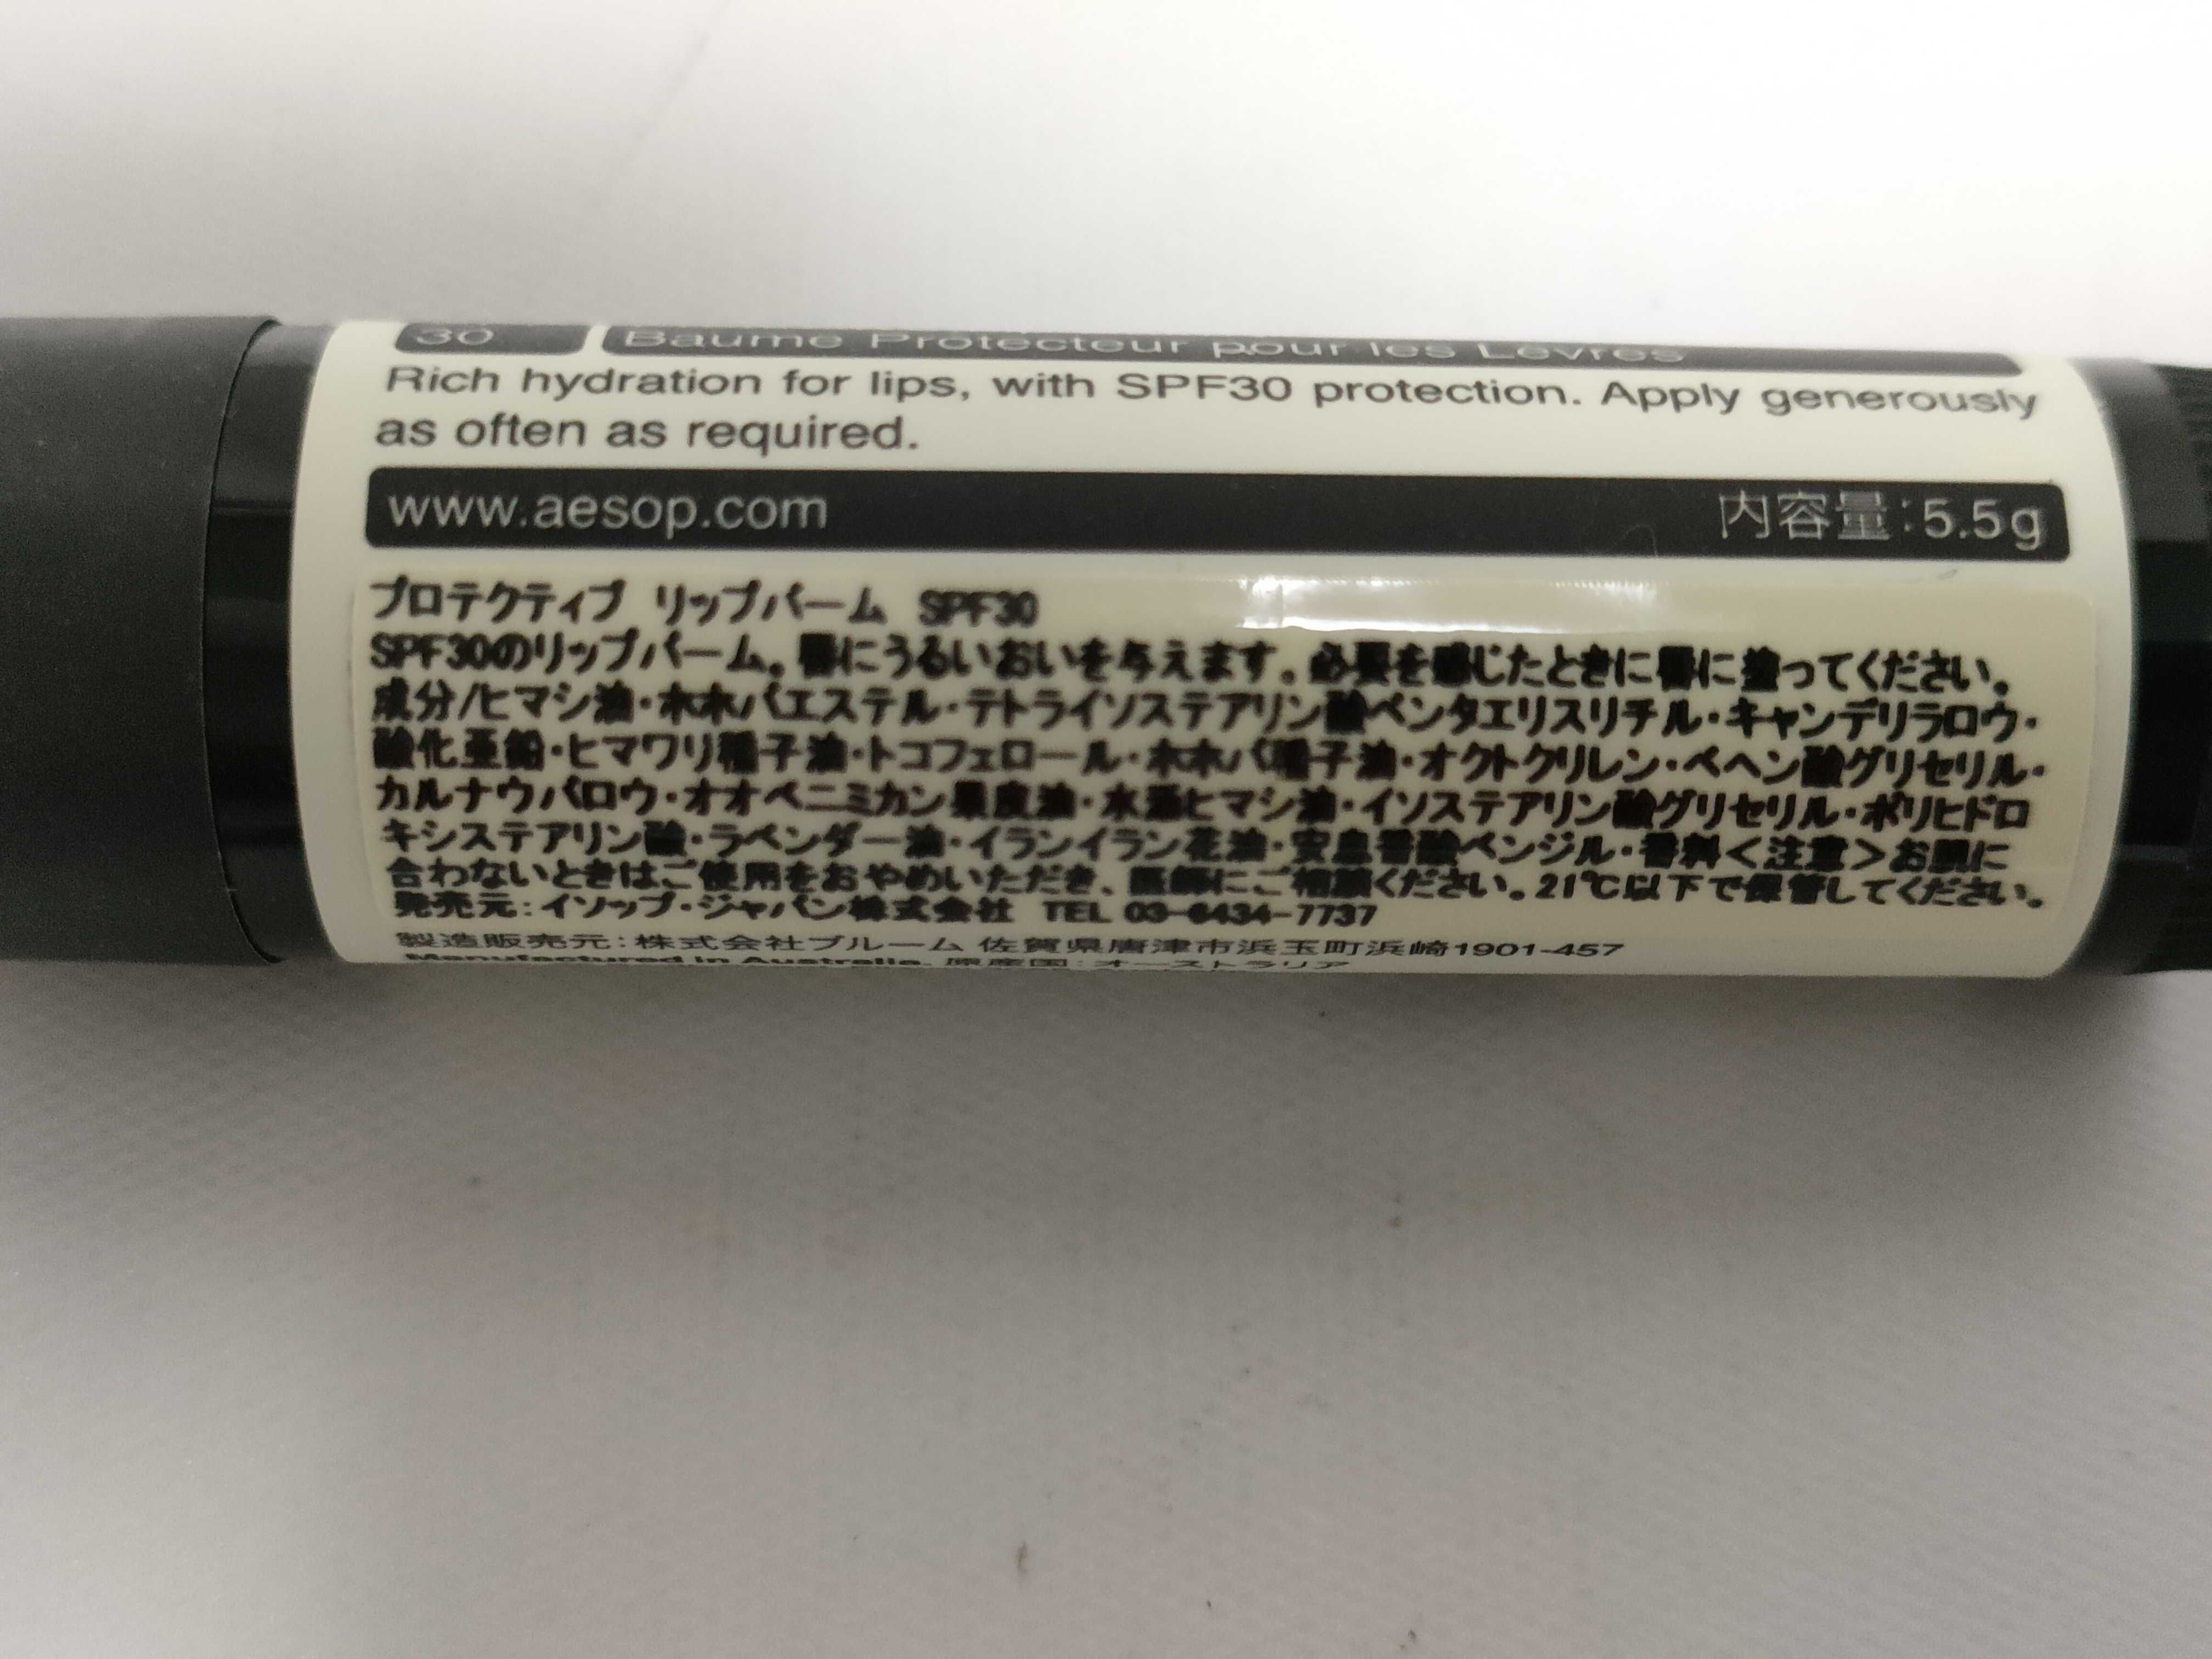 30 Baume Protecteur pour les Lèvres
Rich hydration for lips, with SPF30 protection. Apply generously
as often as required.
www.aesop.com 内容量:5.5g
プロテクティブ リップバーム SPF30
SPF30のリップバーム。唇にうるいおいを与えます。必要を感じたときに唇に塗ってください。
成分/ヒマシ油・ホホバエステル・テトライソステアリン酸ペンタエリスリチル・キャンデリラロウ・
酸化亜鉛・ヒマワリ種子油・トコフェロール・ホホバ種子油・オクトクリレン・ベヘン酸グリセリル・
カルナウバロウ・オオベニミカン果皮油・水添ヒマシ油・イソステアリン酸グリセリル・ポリヒドロ
キシステアリン酸・ラベンダー油・イランイラン花油・安息香酸ベンジル・香料<注意>お肌に
合わないときはご使用をおやめいただき、医師にご相談ください。21℃以下で保管してください。
発売元:イソップ・ジャパン株式会社 TEL 03-6434-7737
製造販売元:株式会社ブルーム 佐賀県唐津市浜玉町浜崎1901-457
Manufactured in Australia. 原産国:オーストラリア